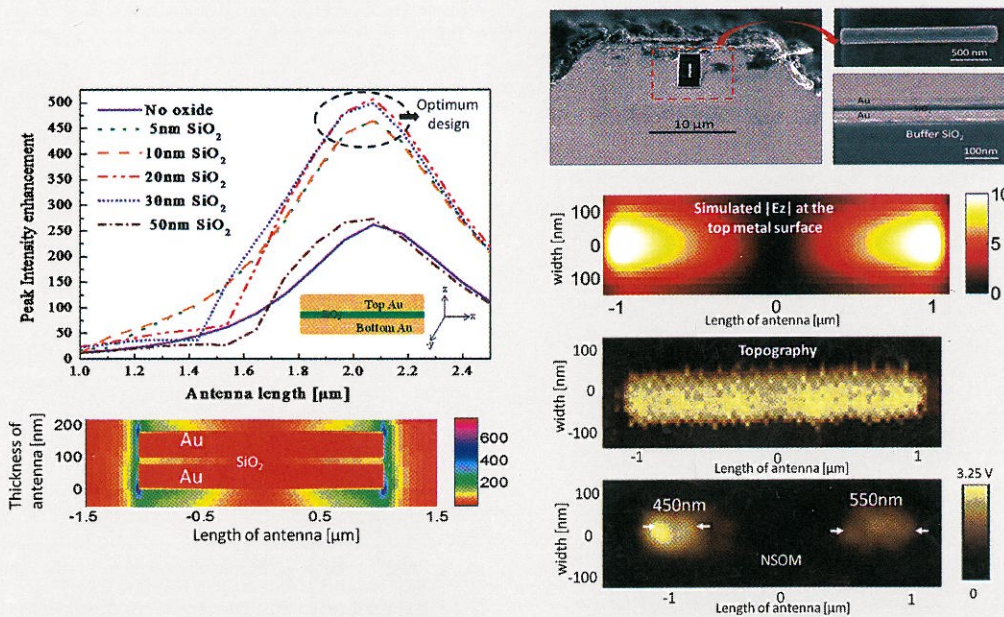 500
450
400
350
300
250
200
150
100
50
0
Peak Intensity enhancement
No oxide
5nm SiO₂
10nm SiO₂
20nm SiO₂
30nm SiO₂
50nm SiO₂
Optimum
design
Top Au
SiO₂
Bottom Au
z
x
y
1.0 1.2 1.4 1.6 1.8 2.0 2.2 2.4
Antenna length [µm]
Thickness of
antenna [nm]
200
100
0
Au
SiO₂
Au
600
400
200
-1.5 -0.5 0.5 1.5
Length of antenna [µm]
10 µm
500 nm
Au
Au
Buffer SiO₂
100nm
width [nm]
100
0
100
Simulated |Ez| at the
top metal surface
10
5
0
-1 0 1
Length of antenna [µm]
width [nm]
100
0
-100
Topography
-1 0 1
Length of antenna [µm]
width [nm]
100
0
-100
450nm 550nm
NSOM
3.25 V
0
-1 0 1
Length of antenna [µm]